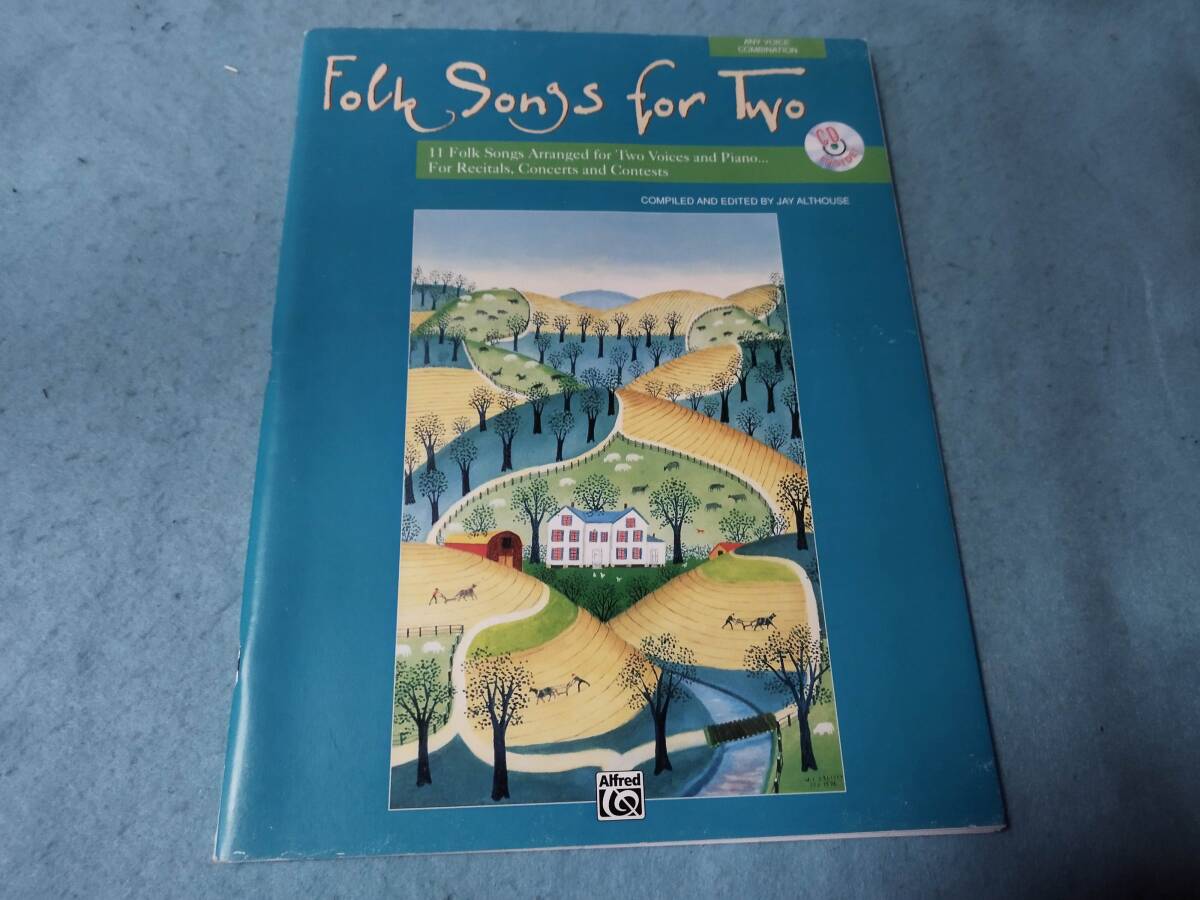 ANY VOICE
COMBINATION
Folk Songs for Two
CD
11 Folk Songs Arranged for Two Voices and Piano...
For Recitals, Concerts and Contests
COMPILED AND EDITED BY JAY ALTHOUSE
Alfred